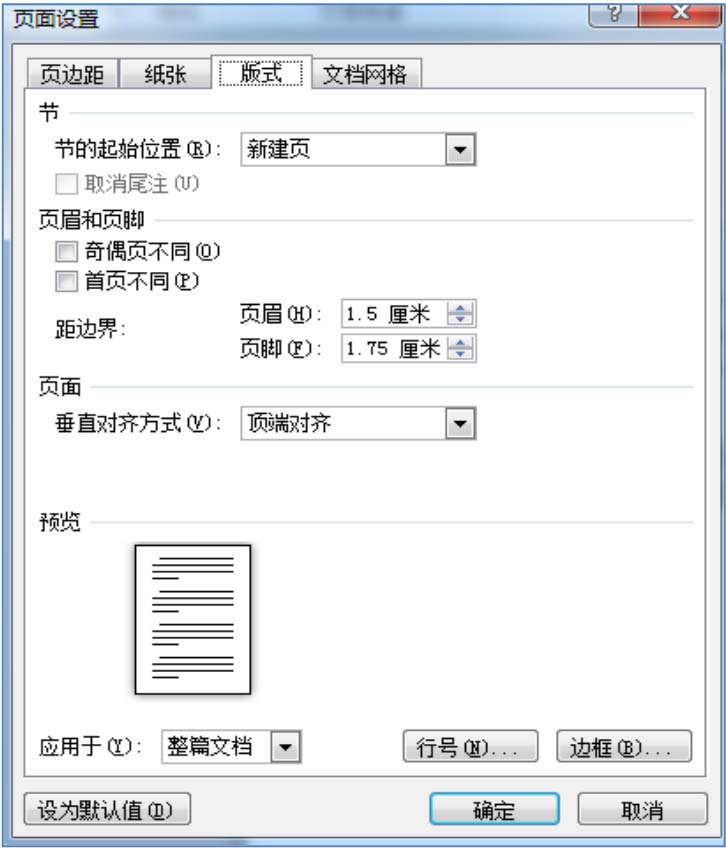 页面设置
页边距 纸张 版式 文档网格
节
节的起始位置(R): 新建页
取消尾注(U)
页眉和页脚
奇偶页不同(O)
首页不同(P)
距边界:
页眉(H): 1.5 厘米
页脚(F): 1.75 厘米
页面
垂直对齐方式(V): 顶端对齐
预览
应用于(Y): 整篇文档 行号(N)... 边框(B)...
设为默认值(D) 确定 取消